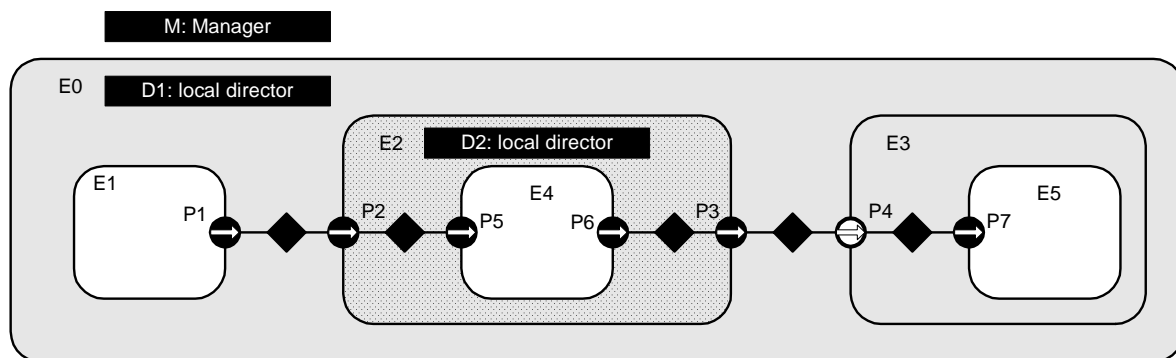 M: Manager
E0
D1: local director
E2
D2: local director
E3
E1
E4
E5
P1
P2
P5
P6
P3
P4
P7